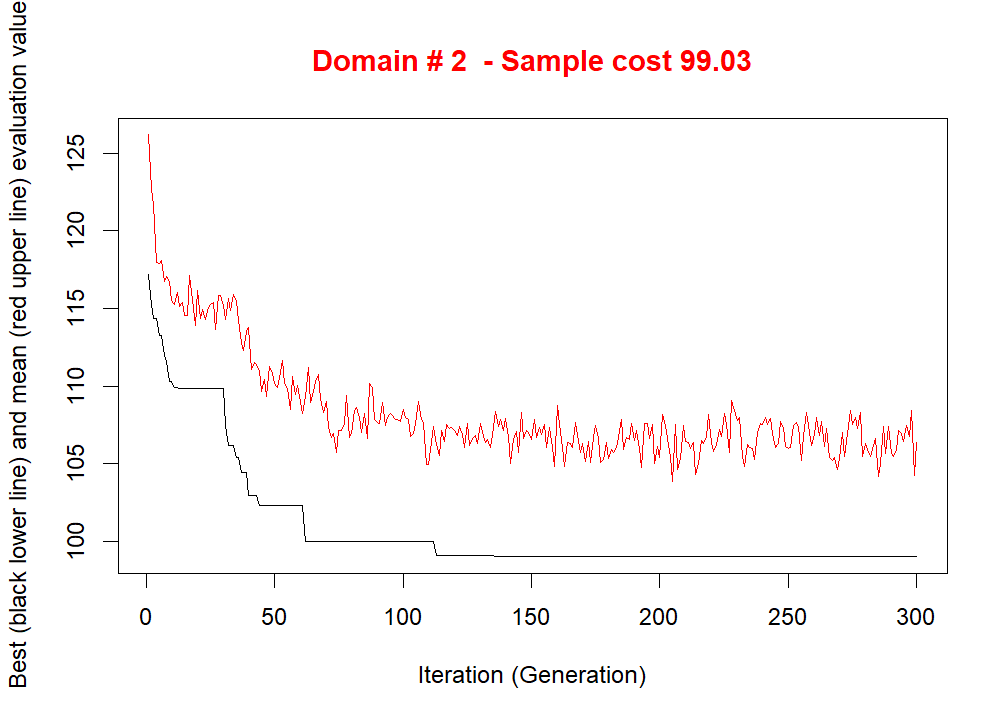 Domain # 2  - Sample cost 99.03
Best (black lower line) and mean (red upper line) evaluation value
125
120
115
110
105
100
0 50 100 150 200 250 300
Iteration (Generation)